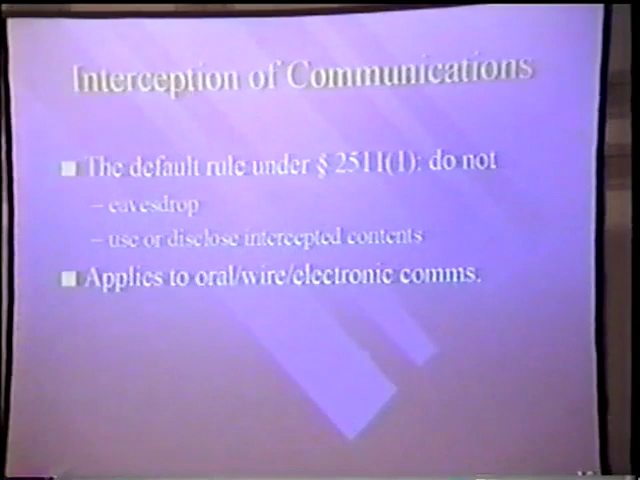 Interception of Communications
■ The default rule under § 2511(1): do not
– eavesdrop
– use or disclose intercepted contents
■ Applies to oral/wire/electronic comms.